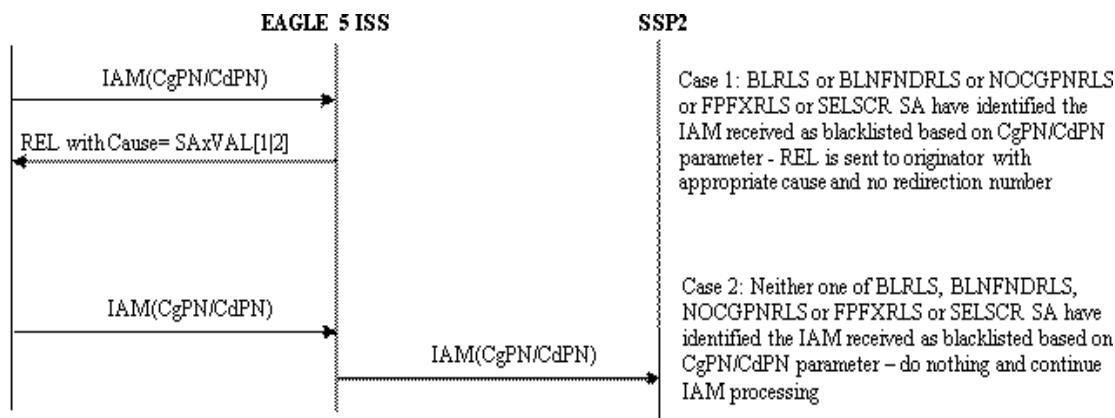 EAGLE 5 ISS
SSP2
IAM(CgPN/CdPN)
REL with Cause= SAxVAL[1|2]
Case 1: BLRLS or BLNFNDRLS or NOCGPNRLS
or FPFXRLS or SELSCR SA have identified the
IAM received as blacklisted based on CgPN/CdPN
parameter - REL is sent to originator with
appropriate cause and no redirection number
IAM(CgPN/CdPN)
IAM(CgPN/CdPN)
Case 2: Neither one of BLRLS, BLNFNDRLS,
NOCGPNRLS or FPFXRLS or SELSCR SA have
identified the IAM received as blacklisted based on
CgPN/CdPN parameter – do nothing and continue
IAM processing